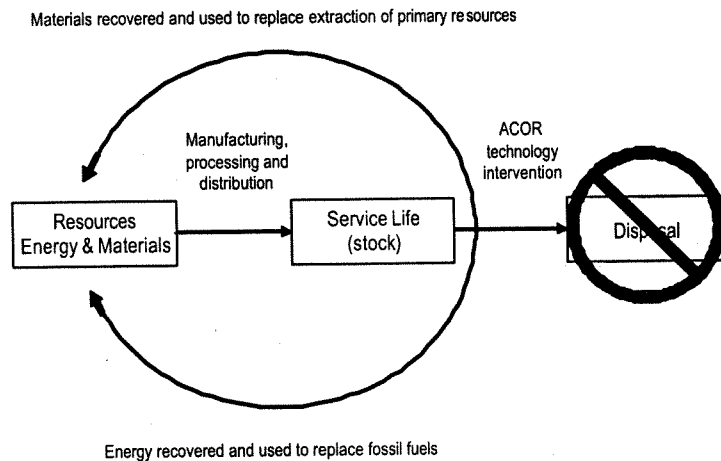 Materials recovered and used to replace extraction of primary resources
Manufacturing,
processing and
distribution
ACOR
technology
intervention
Resources
Energy & Materials
Service Life
(stock)
Disposal
Energy recovered and used to replace fossil fuels